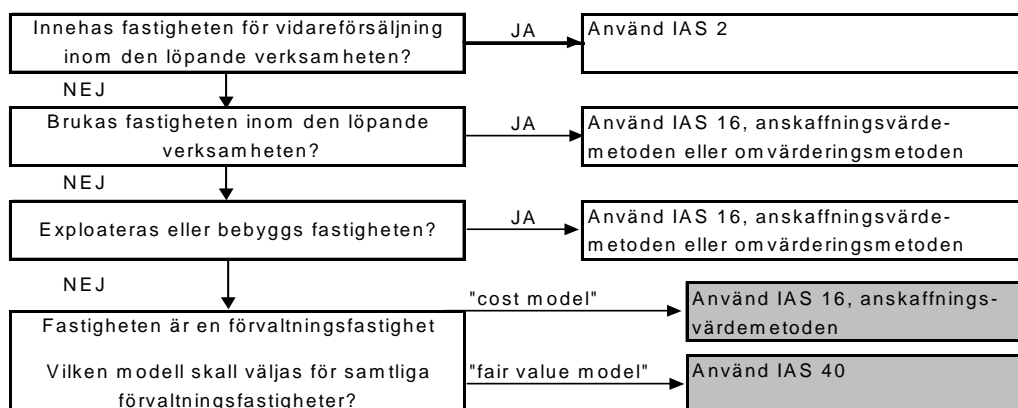 Innehas fastigheten för vidareförsäljning
inom den löpande verksamheten?
JA
Använd IAS 2
NEJ
Brukas fastigheten inom den löpande
verksamheten?
JA
Använd IAS 16, anskaffningsvärde-
metoden eller omvärderingsmetoden
NEJ
Exploateras eller bebyggs fastigheten?
JA
Använd IAS 16, anskaffningsvärde-
metoden eller omvärderingsmetoden
NEJ
Fastigheten är en förvaltningsfastighet
Vilken modell skall väljas för samtliga
förvaltningsfastigheter?
"cost model"
Använd IAS 16, anskaffnings-
värdemetoden
"fair value model"
Använd IAS 40